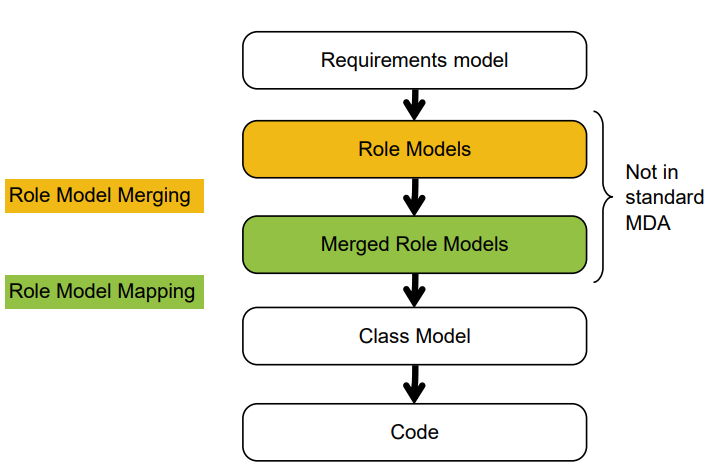 Requirements model
Role Models
Not in
standard
MDA
Role Model Merging
Merged Role Models
Role Model Mapping
Class Model
Code